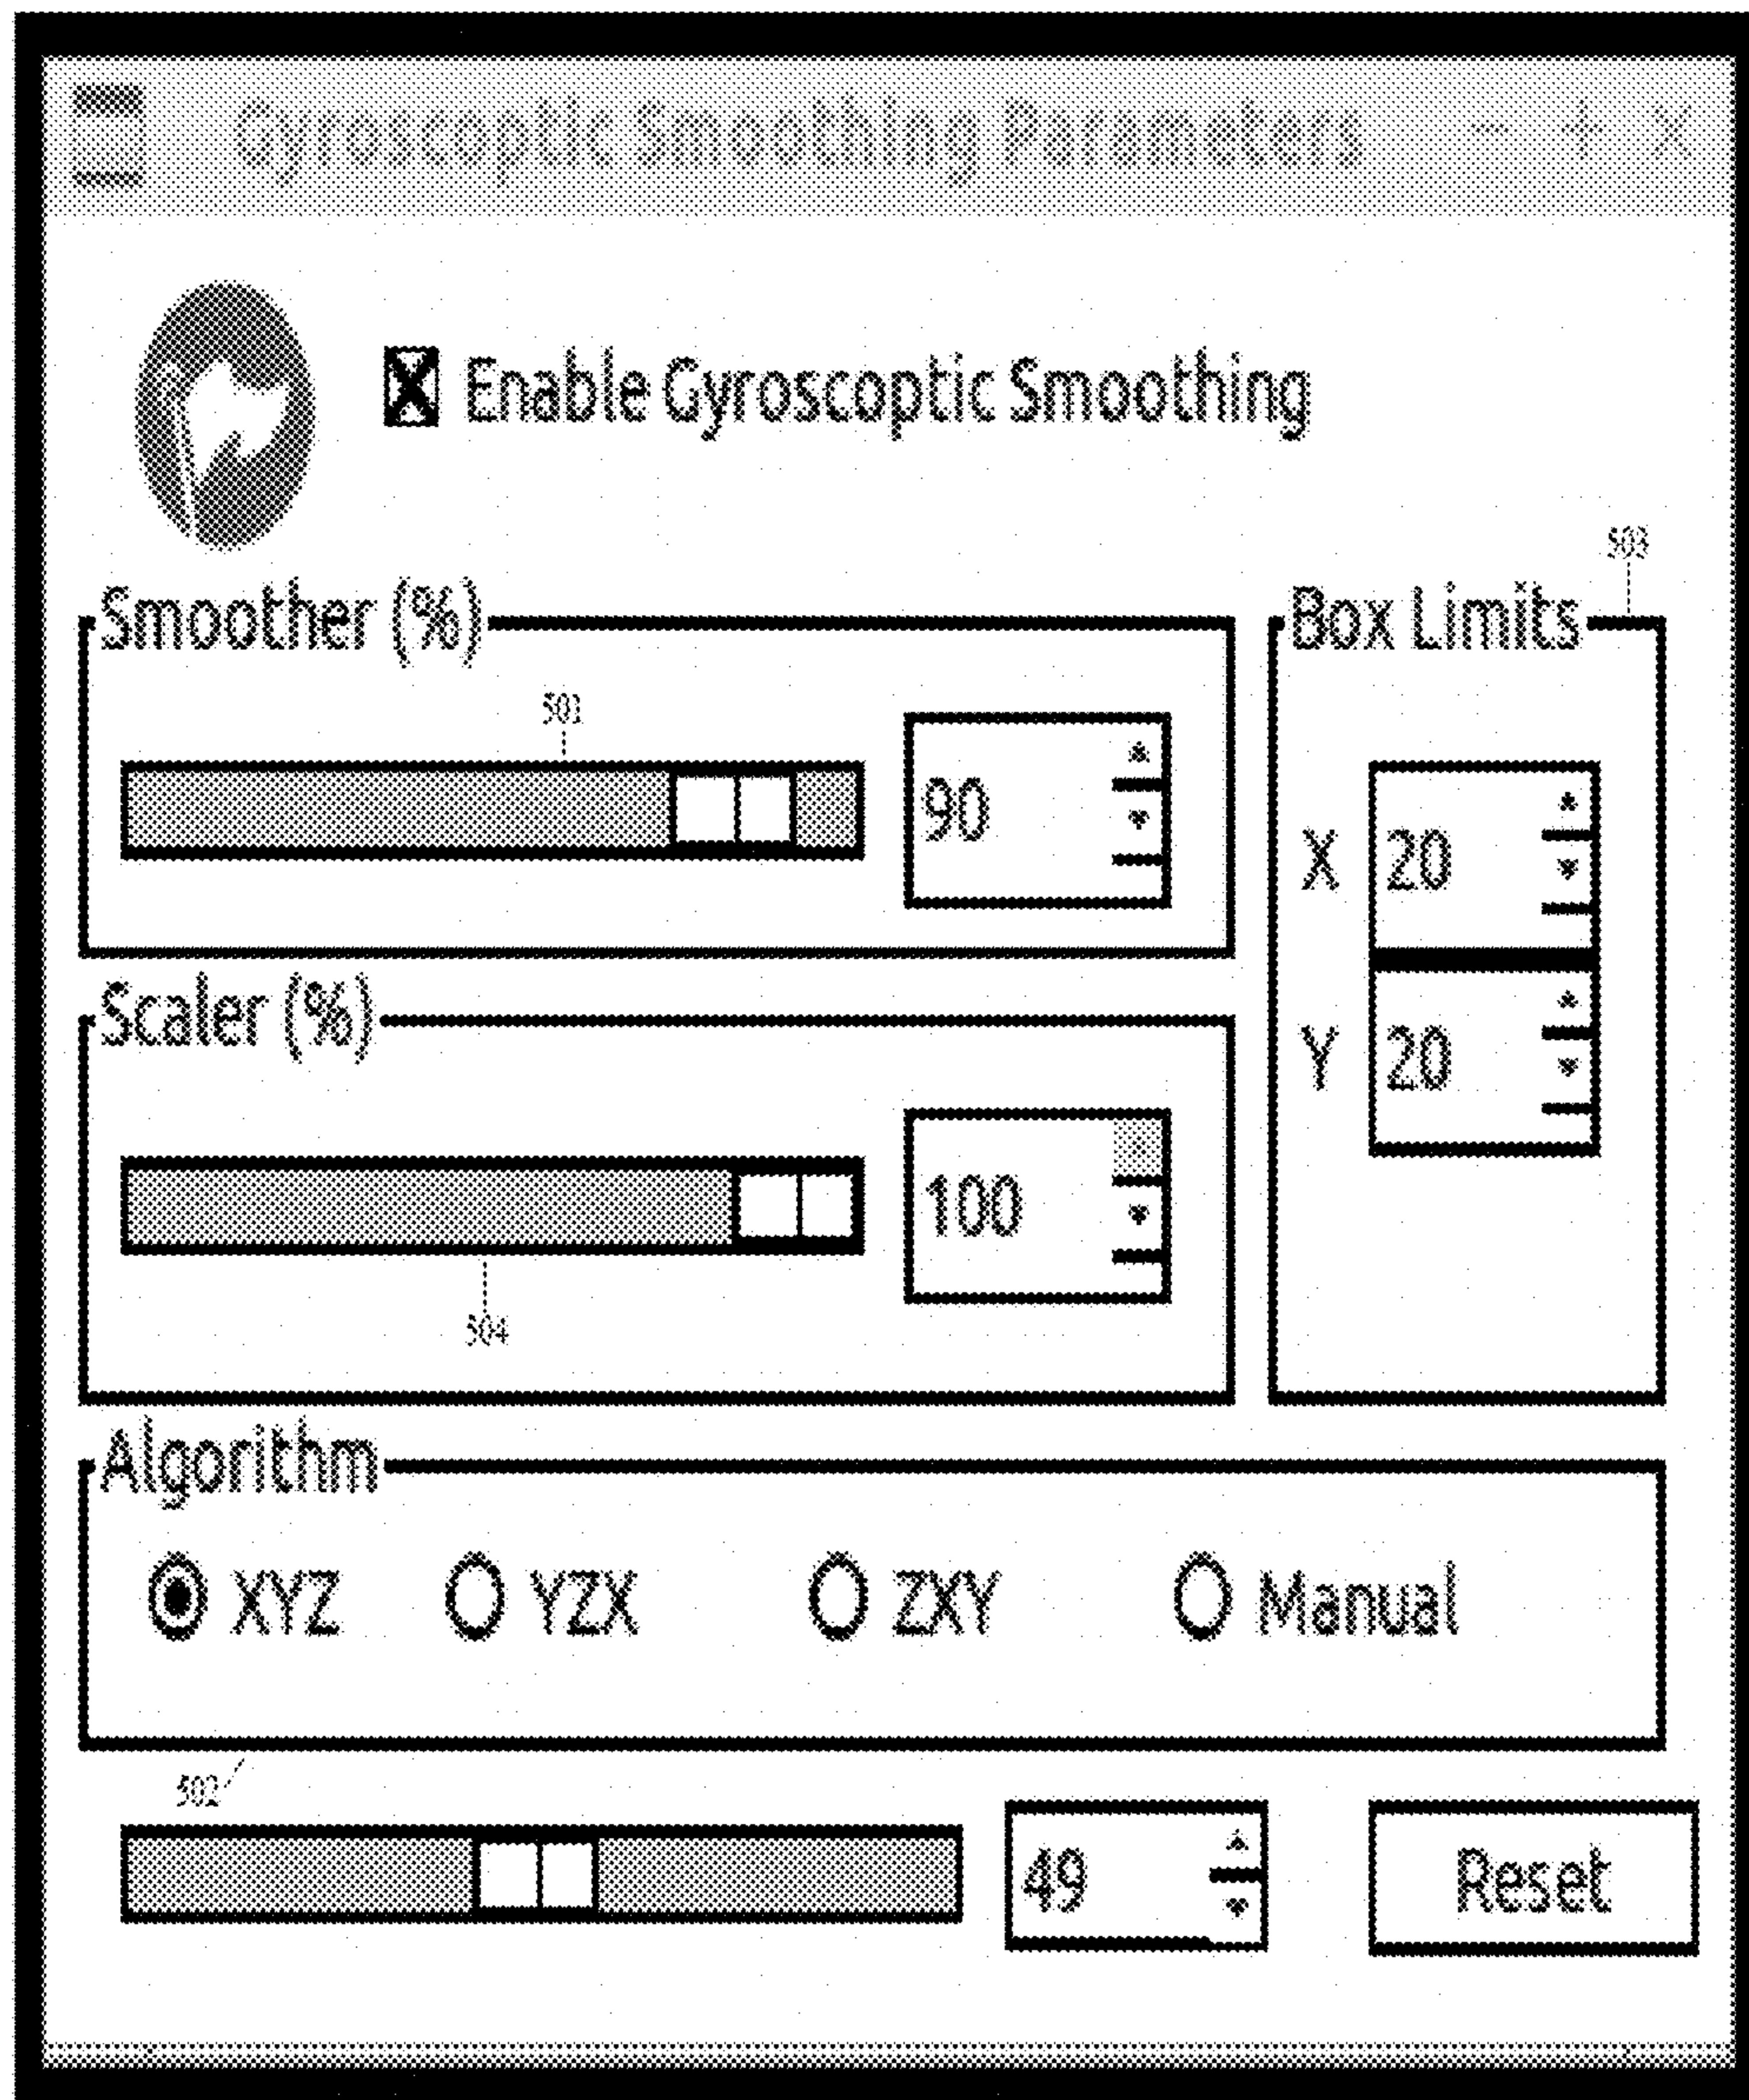 Gyroscoptic Smoothing Parameters − + ×
Enable Gyroscoptic Smoothing
503
Smoother (%)
Box Limits
501
90
X 20
Scaler (%)
Y 20
100
504
Algorithm
XYZ YZX ZXY Manual
502
49
Reset